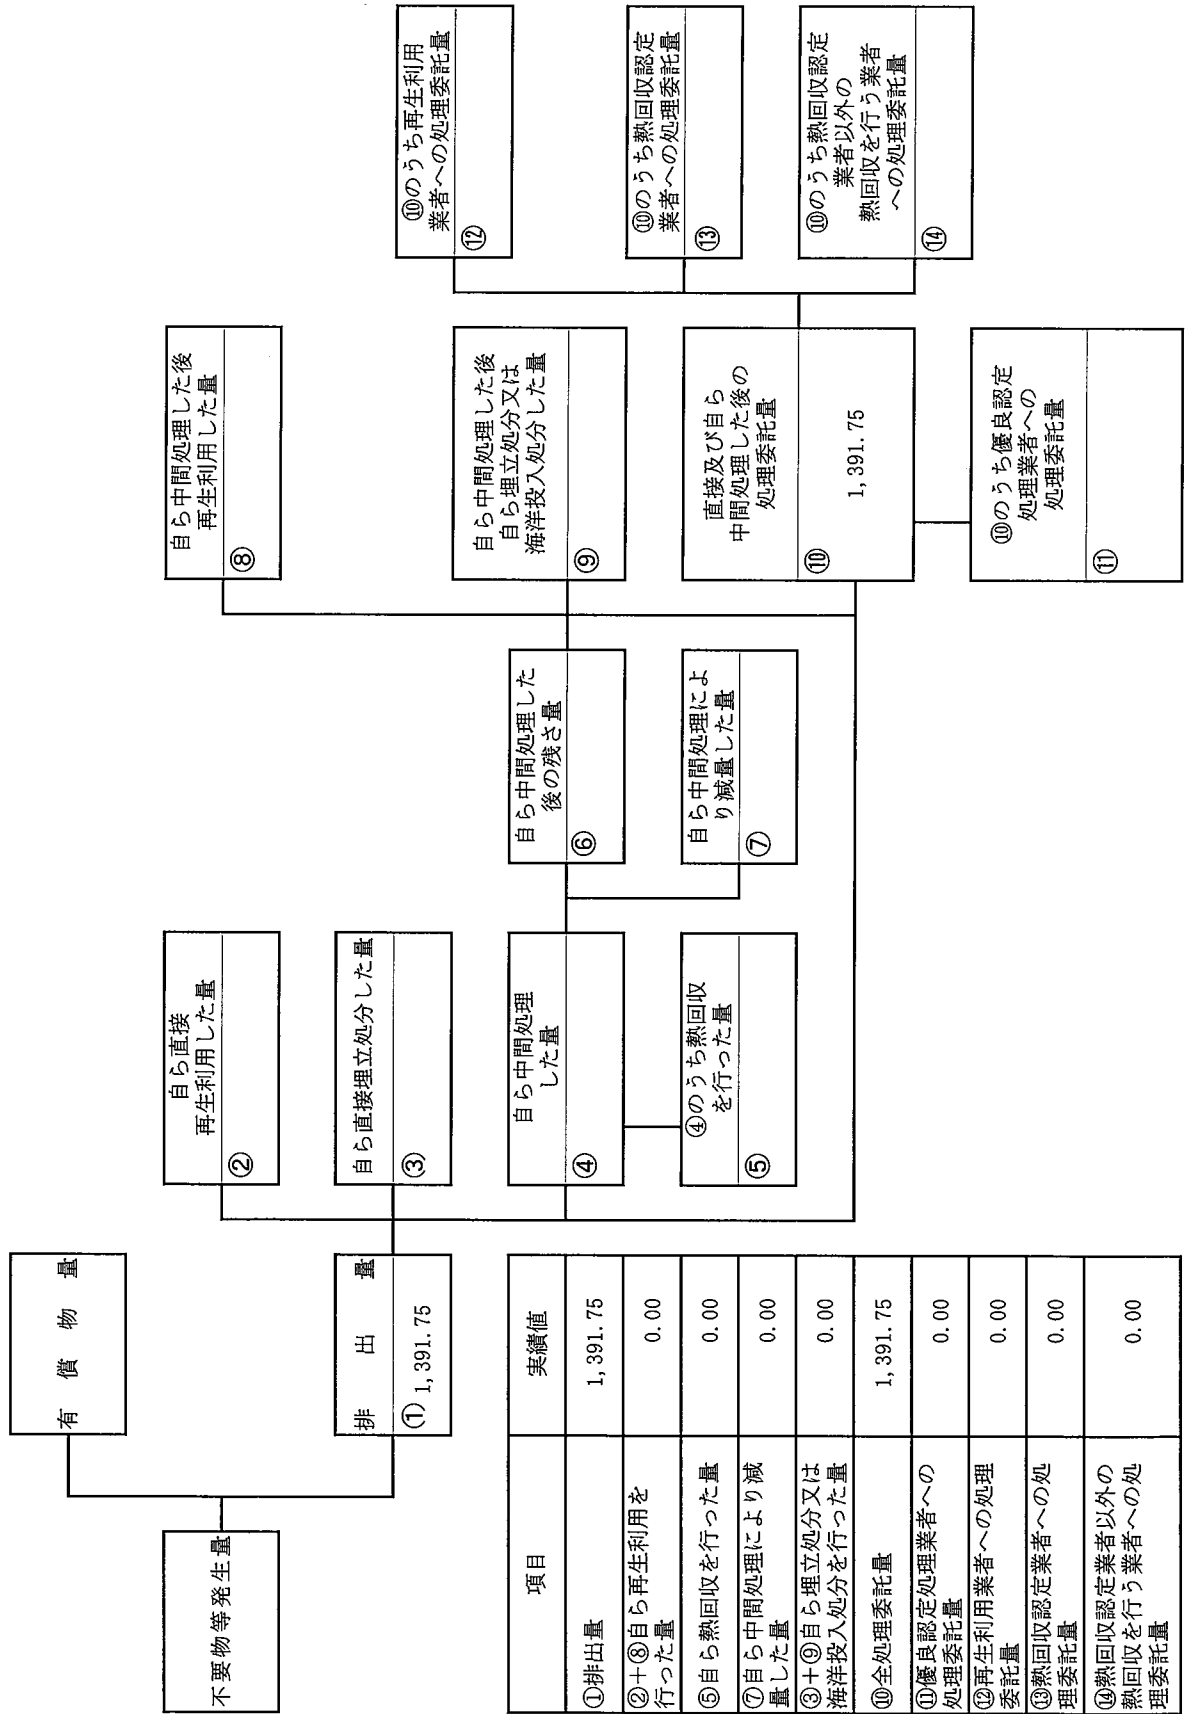 不要物等発生量
有償物量
排出量
① 1,391.75
自ら直接
再生利用した量
②
自ら直接埋立処分した量
③
自ら中間処理
した量
④
④のうち熱回収
を行った量
⑤
自ら中間処理した
後の残さ量
⑥
自ら中間処理によ
り減量した量
⑦
自ら中間処理した後
再生利用した量
⑧
自ら中間処理した後
自ら埋立処分又は
海洋投入処分した量
⑨
直接及び自ら
中間処理した後の
処理委託量
⑩ 1,391.75
⑩のうち優良認定
処理業者への
処理委託量
⑪
⑩のうち再生利用
業者への処理委託量
⑫
⑩のうち熱回収認定
業者への処理委託量
⑬
⑩のうち熱回収認定
業者以外の
熱回収を行う業者
への処理委託量
⑭
項目 実績値
①排出量 1,391.75
②+⑧自ら再生利用を
行った量 0.00
⑤自ら熱回収を行った量 0.00
⑦自ら中間処理により減
量した量 0.00
③+⑨自ら埋立処分又は
海洋投入処分を行った量 0.00
⑩全処理委託量 1,391.75
⑪優良認定処理業者への
処理委託量 0.00
⑫再生利用業者への処理
委託量 0.00
⑬熱回収認定業者への処
理委託量 0.00
⑭熱回収認定業者以外の
熱回収を行う業者への処
理委託量 0.00